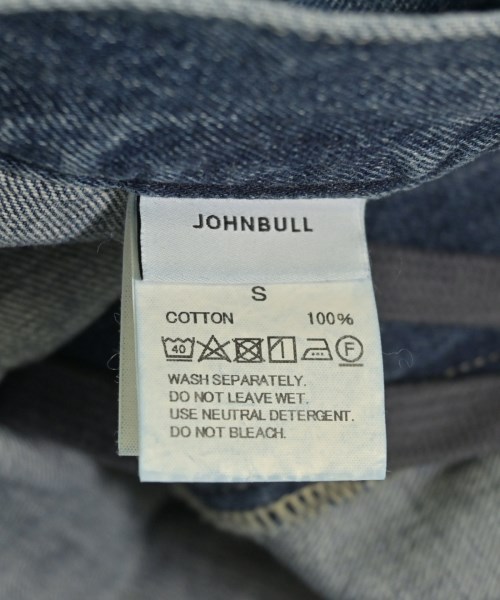 JOHNBULL
S
COTTON 100%
40 F
WASH SEPARATELY.
DO NOT LEAVE WET.
USE NEUTRAL DETERGENT.
DO NOT BLEACH.